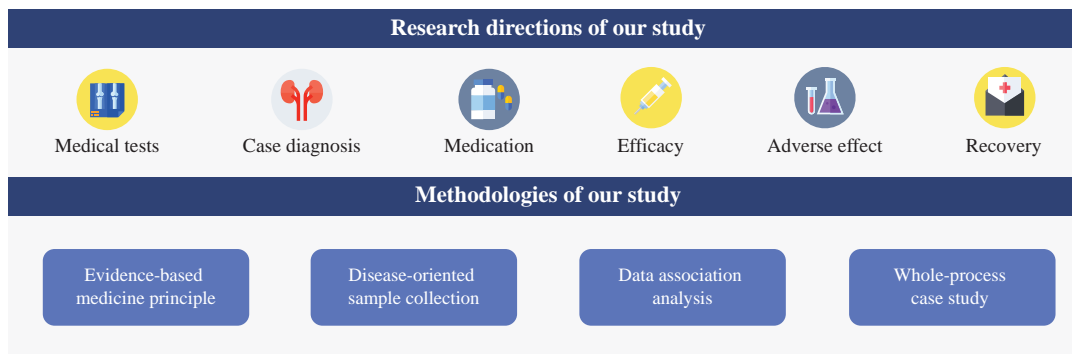 Research directions of our study
Medical tests
Case diagnosis
Medication
Efficacy
Adverse effect
Recovery
Methodologies of our study
Evidence-based
medicine principle
Disease-oriented
sample collection
Data association
analysis
Whole-process
case study